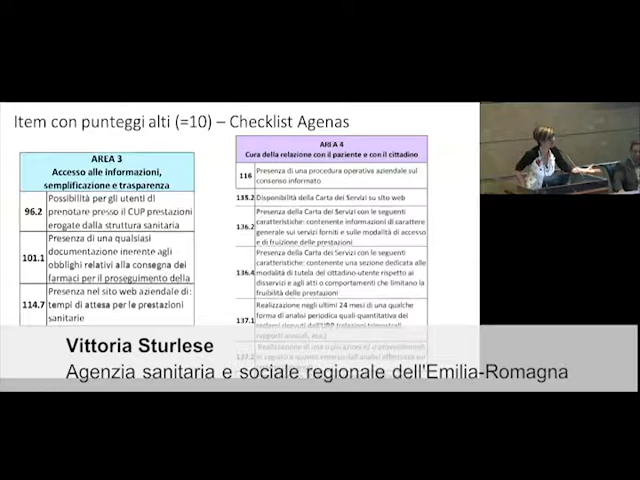 Item con punteggi alti (=10) – Checklist Agenas
AREA 3
Accesso alle informazioni,
semplificazione e trasparenza
96.2 Possibilità per gli utenti di
prenotare presso il CUP prestazioni
erogate dalla struttura sanitaria
101.1 Presenza di una qualsiasi
documentazione inerente agli
obblighi relativi alla consegna dei
farmaci per il proseguimento della
114.7 Presenza nel sito web aziendale di:
tempi di attesa per le prestazioni
sanitarie
AREA 4
Cura della relazione con il paziente e con il cittadino
116 Presenza di una procedura operativa aziendale sul
consenso informato
135.2 Disponibilità della Carta dei Servizi su sito web
136.2 Presenza della Carta dei Servizi con le seguenti
caratteristiche: contenente informazioni di carattere
generale sui servizi forniti e sulle modalità di accesso
e di fruizione delle prestazioni
136.4 Presenza della Carta dei Servizi con le seguenti
caratteristiche: contenente una sezione dedicata alle
modalità di tutela del cittadino-utente rispetto ai
disservizi e agli atti o comportamenti che limitano la
fruibilità delle prestazioni
137.1 Realizzazione negli ultimi 24 mesi di una qualche
forma di analisi periodica quali quantitativa dei
Vittoria Sturlese
Agenzia sanitaria e sociale regionale dell'Emilia-Romagna